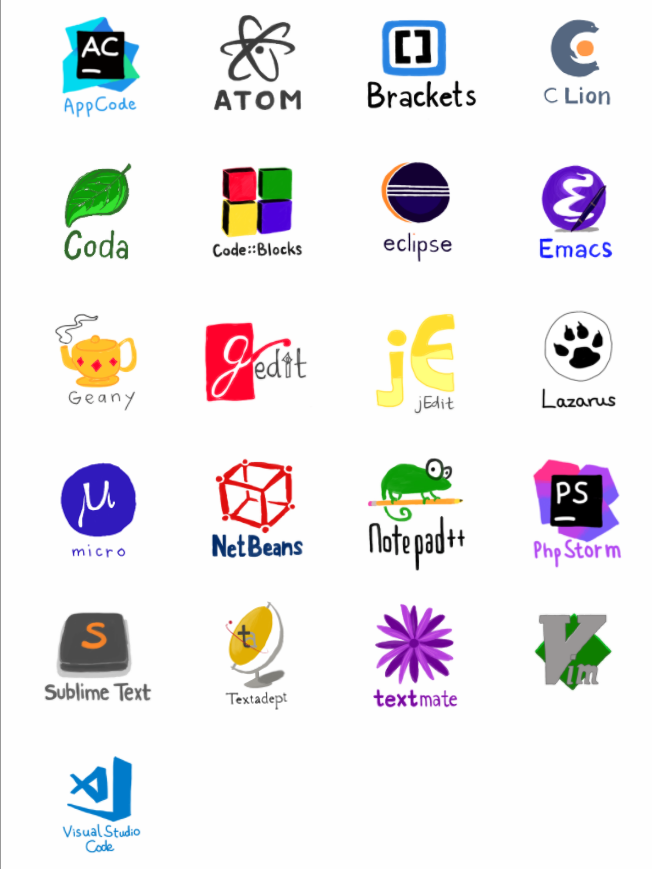 AC
AppCode
ATOM
[ ]
Brackets
C
C Lion
Coda
Code::Blocks
eclipse
E
Emacs
Geany
gedit
jE
jEdit
Lazarus
μ
micro
NetBeans
Notepad++
PS
PhpStorm
S
Sublime Text
ta
Textadept
textmate
Vim
Visual Studio
Code